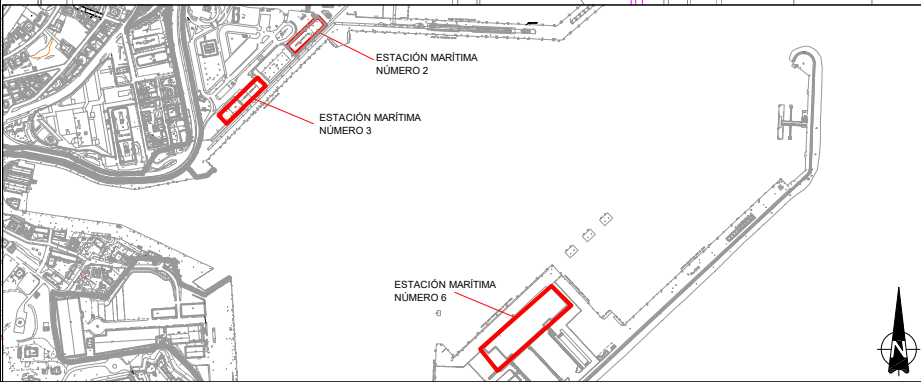 ESTACIÓN MARÍTIMA
NÚMERO 2
ESTACIÓN MARÍTIMA
NÚMERO 3
ESTACIÓN MARÍTIMA
NÚMERO 6
N